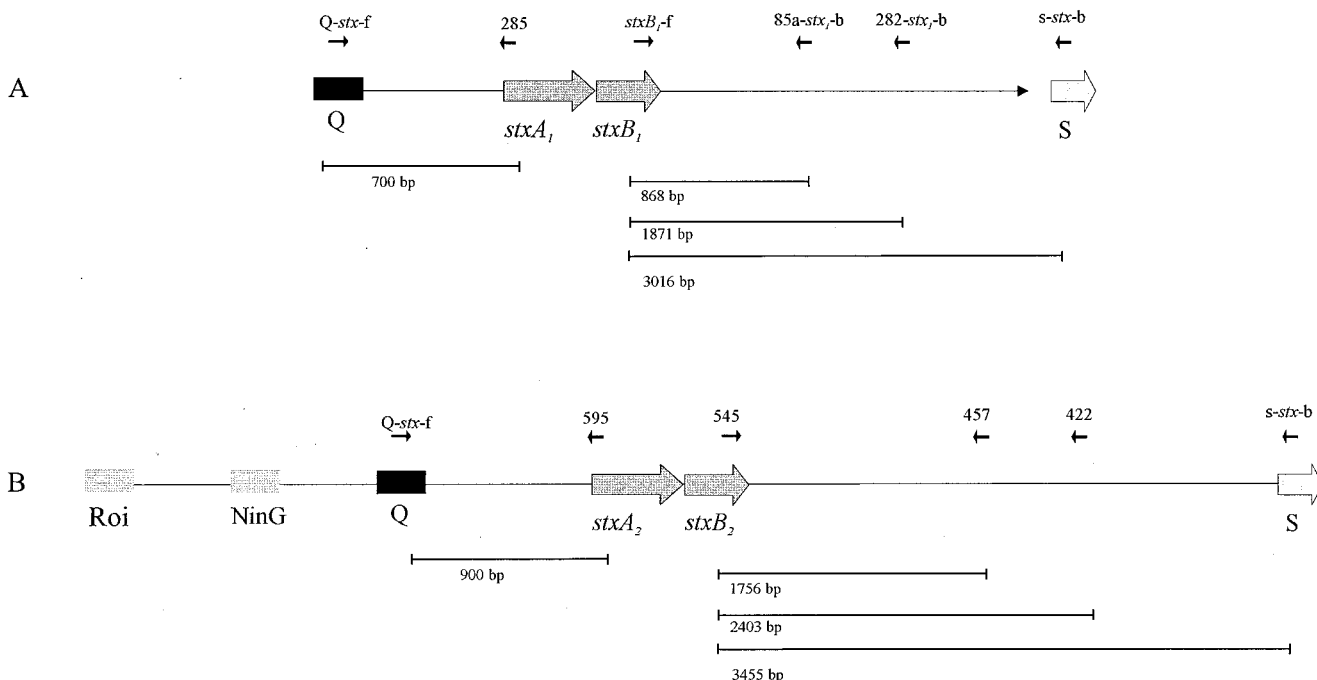 Q-stx-f 285 stxB₁-f 85a-stx₁-b 282-stx₁-b s-stx-b
A
Q stxA₁ stxB₁ S
700 bp
868 bp
1871 bp
3016 bp
Q-stx-f 595 545 457 422 s-stx-b
B
Roi NinG Q stxA₂ stxB₂ S
900 bp
1756 bp
2403 bp
3455 bp